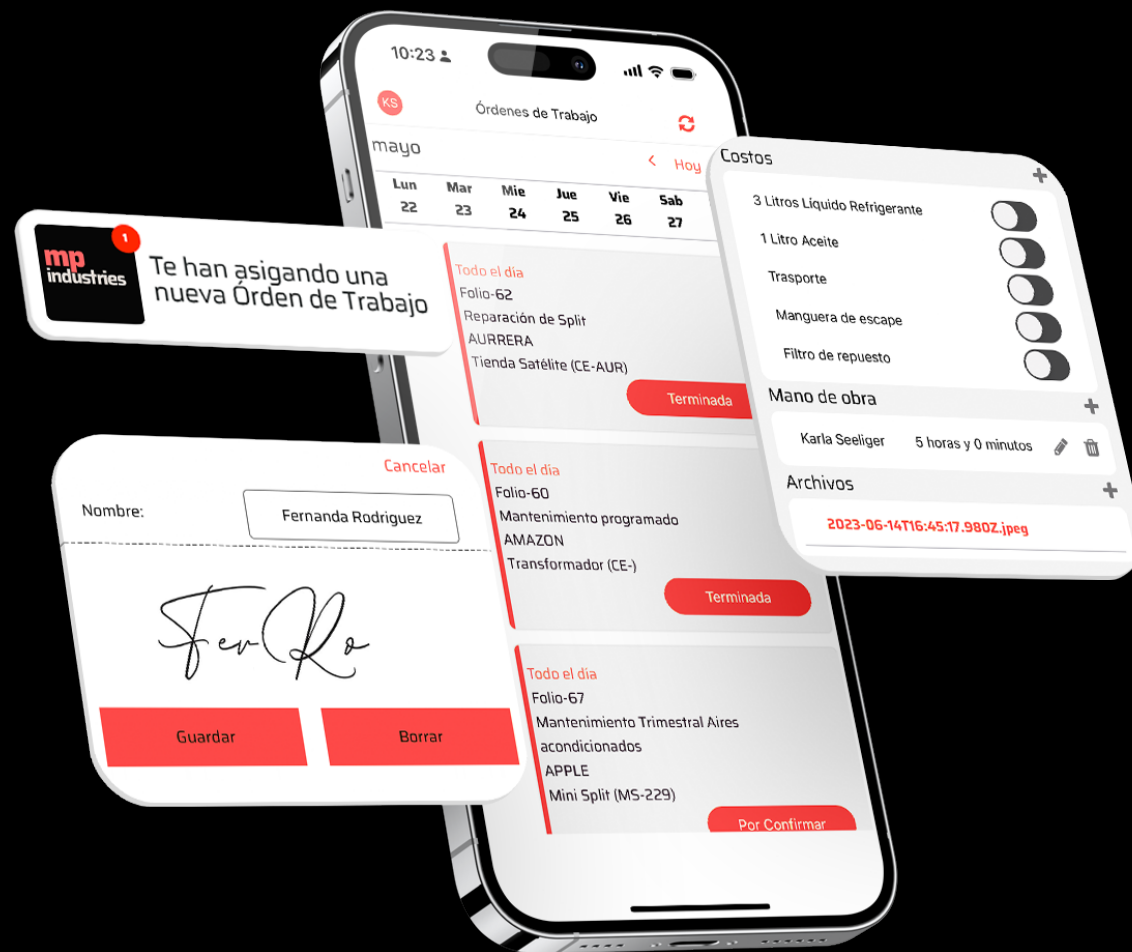 10:23
KS
Órdenes de Trabajo
mayo
Hoy
Lun Mar Mie Jue Vie Sab
22 23 24 25 26 27
Todo el día
Folio-62
Reparación de Split
AURRERA
Tienda Satélite (CE-AUR)
Terminada
Todo el día
Folio-60
Mantenimiento programado
AMAZON
Transformador (CE-)
Terminada
Todo el día
Folio-67
Mantenimiento Trimestral Aires
acondicionados
APPLE
Mini Split (MS-229)
Por Confirmar
1
mp
industries
Te han asigando una
nueva Órden de Trabajo
Cancelar
Nombre: Fernanda Rodriguez
FerRo
Guardar Borrar
Costos
3 Litros Líquido Refrigerante
1 Litro Aceite
Trasporte
Manguera de escape
Filtro de repuesto
Mano de obra
Karla Seeliger 5 horas y 0 minutos
Archivos
2023-06-14T16:45:17.980Z.jpeg